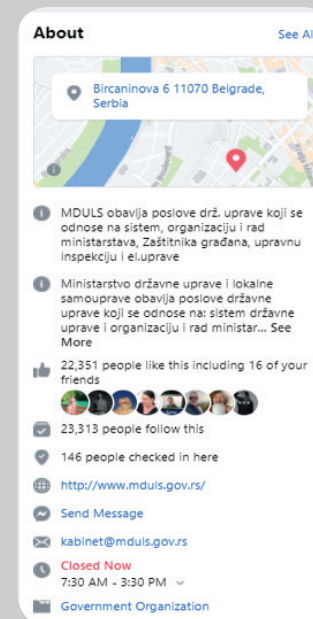 About
See Al
Bircaninova 6 11070 Belgrade,
Serbia
MDULS obavlja poslove drž. uprave koji se
odnose na sistem, organizaciju i rad
ministarstava, Zaštitnika građana, upravnu
inspekciju i el.uprave
Ministarstvo državne uprave i lokalne
samouprave obavlja poslove državne
uprave koji se odnose na: sistem državne
uprave i organizaciju i rad ministar... See
More
22,351 people like this including 16 of your
friends
23,313 people follow this
146 people checked in here
http://www.mduls.gov.rs/
Send Message
kabinet@mduls.gov.rs
Closed Now
7:30 AM - 3:30 PM
Government Organization